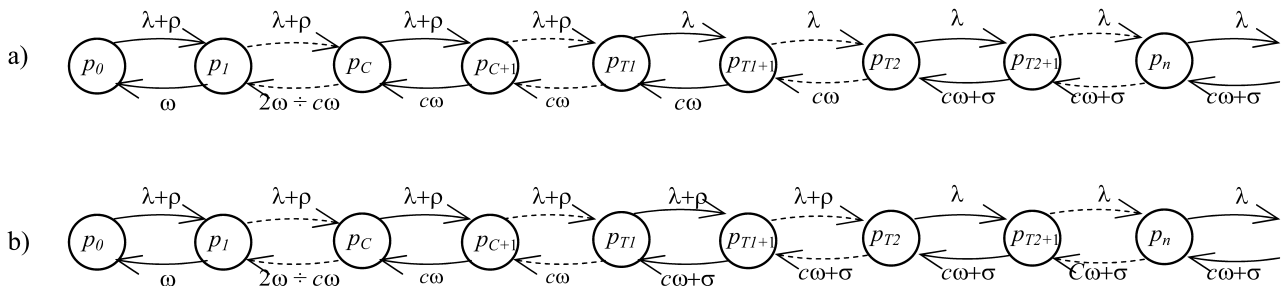 λ+ρ λ+ρ λ+ρ λ+ρ λ λ λ λ λ
a) p0 p1 pC pC+1 pT1 pT1+1 pT2 pT2+1 pn
ω 2ω ÷ cω cω cω cω cω cω+σ cω+σ cω+σ
λ+ρ λ+ρ λ+ρ λ+ρ λ+ρ λ+ρ λ λ λ
b) p0 p1 pC pC+1 pT1 pT1+1 pT2 pT2+1 pn
ω 2ω ÷ cω cω cω cω+σ cω+σ cω+σ Cω+σ cω+σ